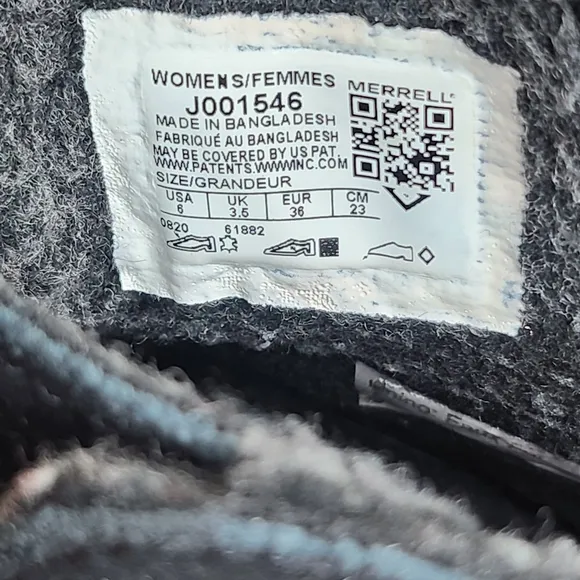 WOMENS/FEMMES
MERRELL
J001546
MADE IN BANGLADESH
FABRIQUÉ AU BANGLADESH
MAY BE COVERED BY US PAT.
WWW.PATENTS.WWWINC.COM
SIZE/GRANDEUR
USA UK EUR CM
6 3.5 36 23
0820 61882